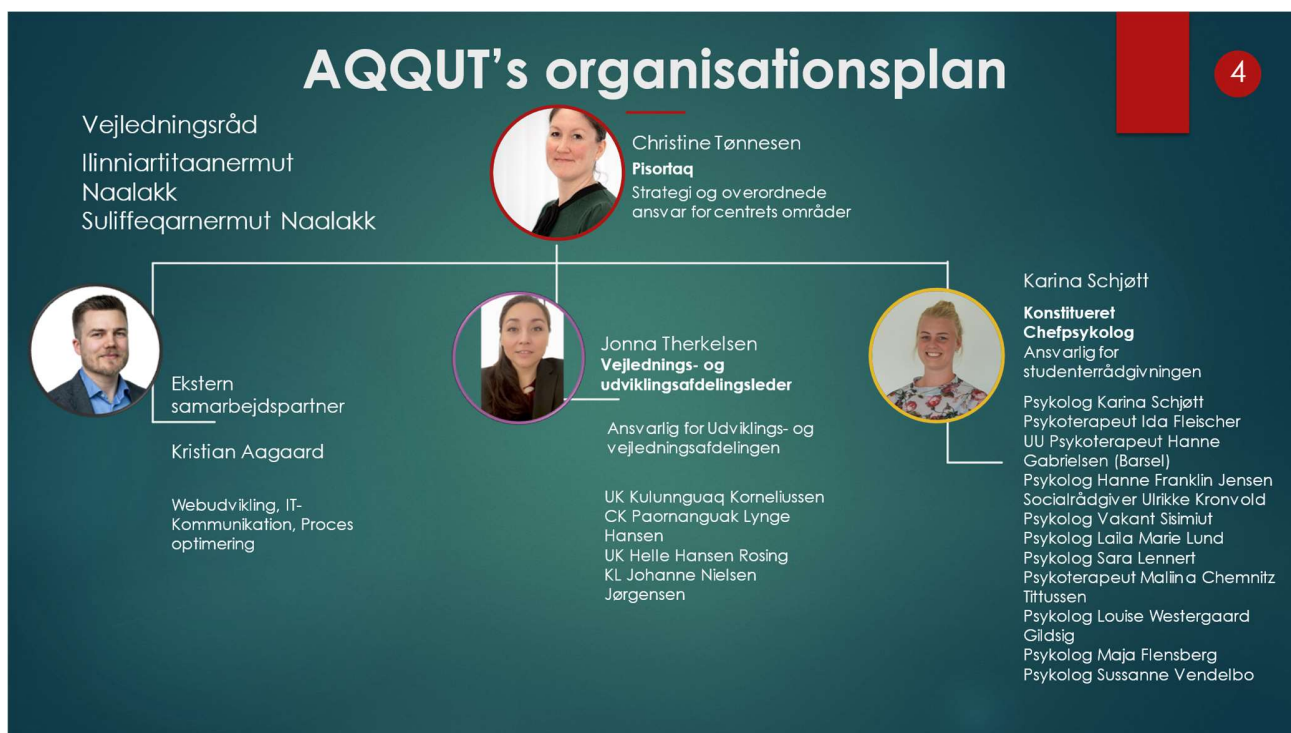 AQQUT's organisationsplan
4
Vejledningsråd
Ilinniartitaanermut
Naalakk
Suliffeqarnermut Naalakk
Christine Tønnesen
Pisortaq
Strategi og overordnede
ansvar for centrets områder
Ekstern
samarbejdspartner
Kristian Aagaard
Webudvikling, IT-
Kommunikation, Proces
optimering
Jonna Therkelsen
Vejlednings- og
udviklingsafdelingsleder
Ansvarlig for Udviklings- og
vejledningsafdelingen
UK Kulunnguaq Korneliussen
CK Paornanguak Lynge
Hansen
UK Helle Hansen Rosing
KL Johanne Nielsen
Jørgensen
Karina Schjøtt
Konstitueret
Chefpsykolog
Ansvarlig for
studenterrådgivningen
Psykolog Karina Schjøtt
Psykoterapeut Ida Fleischer
UU Psykoterapeut Hanne
Gabrielsen (Barsel)
Psykolog Hanne Franklin Jensen
Socialrådgiver Ulrikke Kronvold
Psykolog Vakant Sisimiut
Psykolog Laila Marie Lund
Psykolog Sara Lennert
Psykoterapeut Maliina Chemnitz
Tittussen
Psykolog Louise Westergaard
Gildsig
Psykolog Maja Flensberg
Psykolog Sussanne Vendelbo